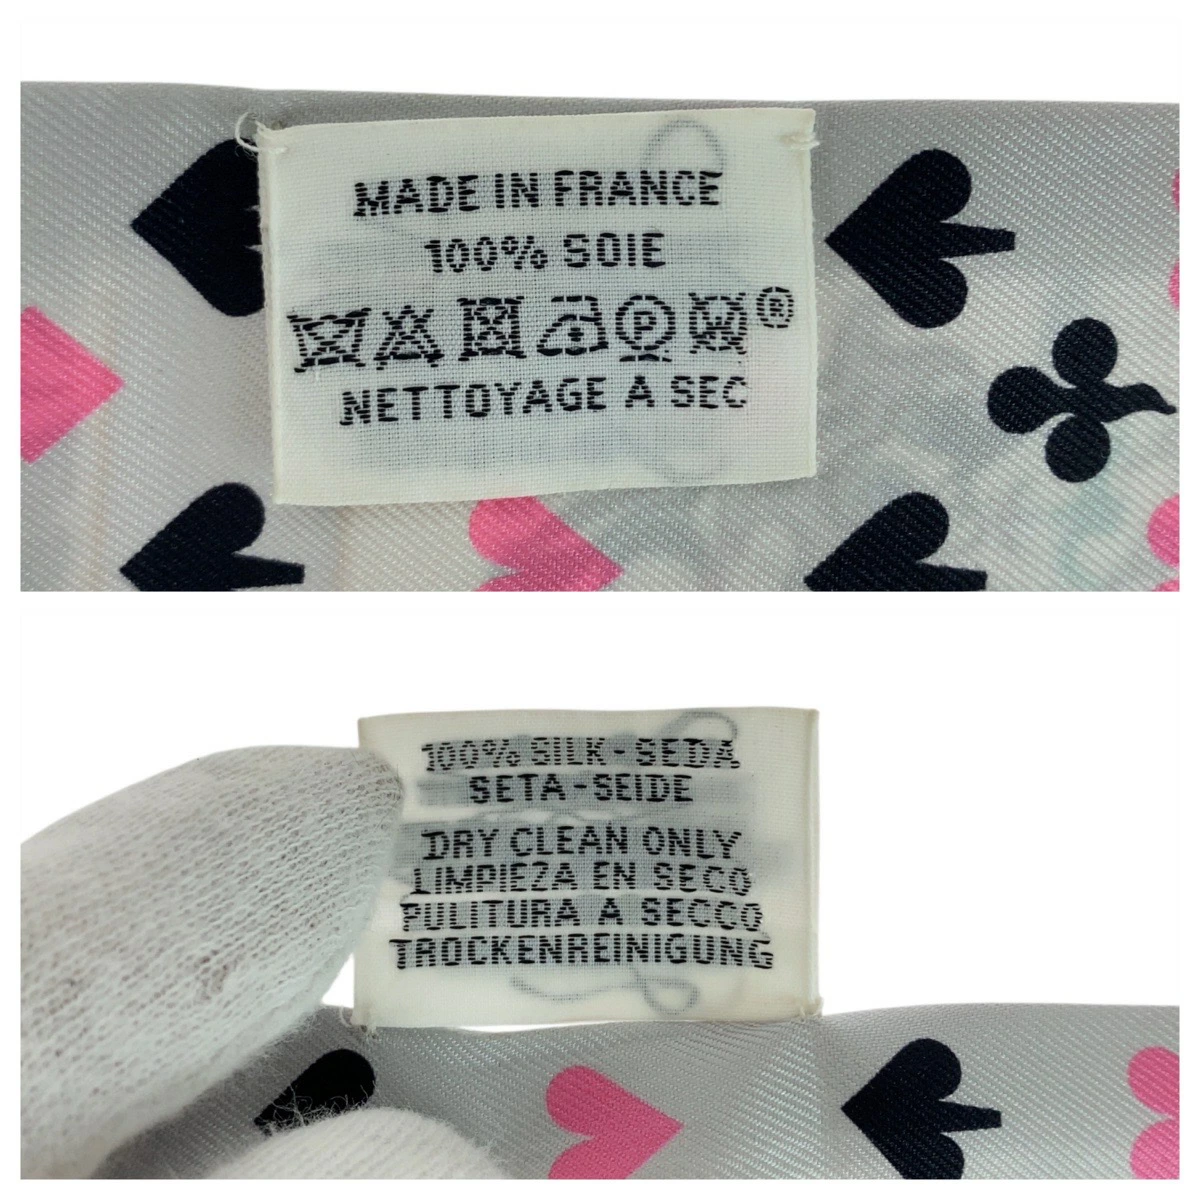 MADE IN FRANCE
100% SOIE
P W ®
NETTOYAGE A SEC
100% SILK - SEDA
SETA - SEIDE
DRY CLEAN ONLY
LIMPIEZA EN SECO
PULITURA A SECCO
TROCKENREINIGUNG